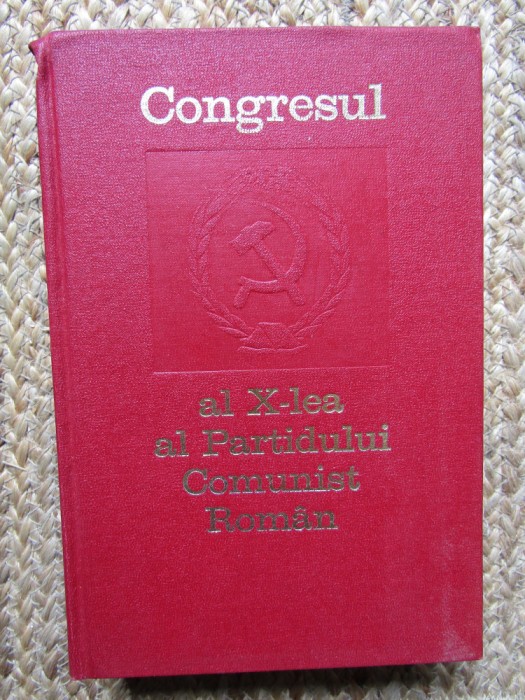 Congresul
al X-lea
al Partidului
Comunist
Român